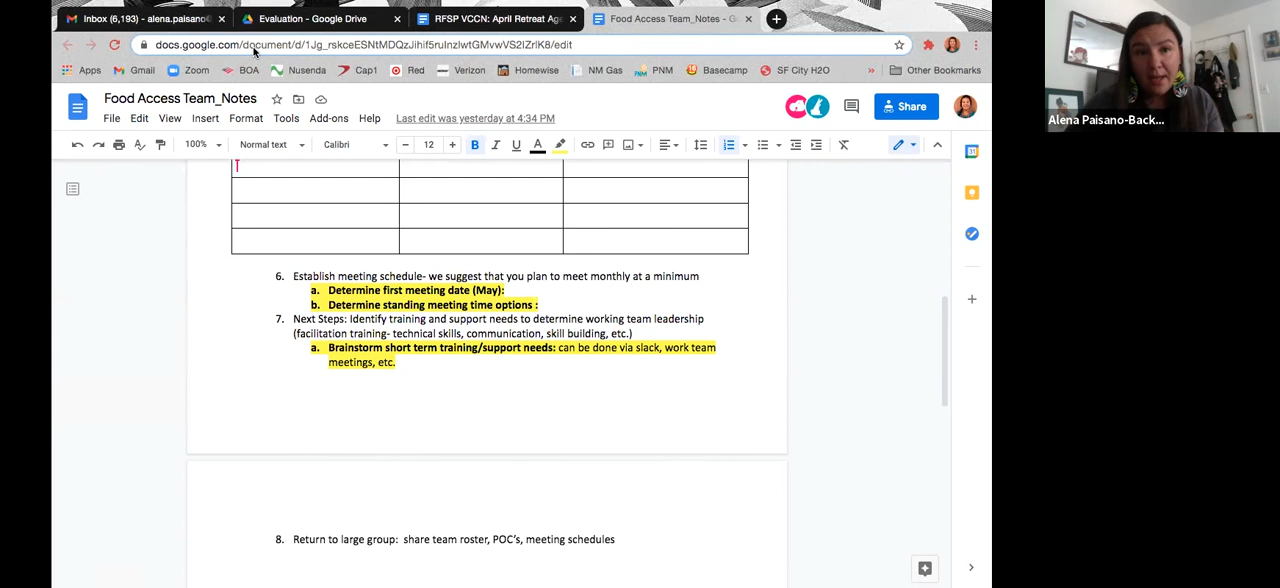 Inbox (6,193) - alena.paisano@
Evaluation - Google Drive
RFSP VCCN: April Retreat Age
Food Access Team_Notes - G
docs.google.com/document/d/1Jg_rskceESNtMDQzJihif5ruInzlwtGMvwVS2IZrlK8/edit
Apps
Gmail
Zoom
BOA
Nusenda
Cap1
Red
Verizon
Homewise
NM Gas
PNM
Basecamp
SF City H2O
»
Other Bookmarks
Alena Paisano-Back...
Food Access Team_Notes
File Edit View Insert Format Tools Add-ons Help
Last edit was yesterday at 4:34 PM
Share
100%
Normal text
Calibri
12
B I U A
6. Establish meeting schedule- we suggest that you plan to meet monthly at a minimum
a. Determine first meeting date (May):
b. Determine standing meeting time options :
7. Next Steps: Identify training and support needs to determine working team leadership
(facilitation training- technical skills, communication, skill building, etc.)
a. Brainstorm short term training/support needs: can be done via slack, work team
meetings, etc.
8. Return to large group: share team roster, POC's, meeting schedules